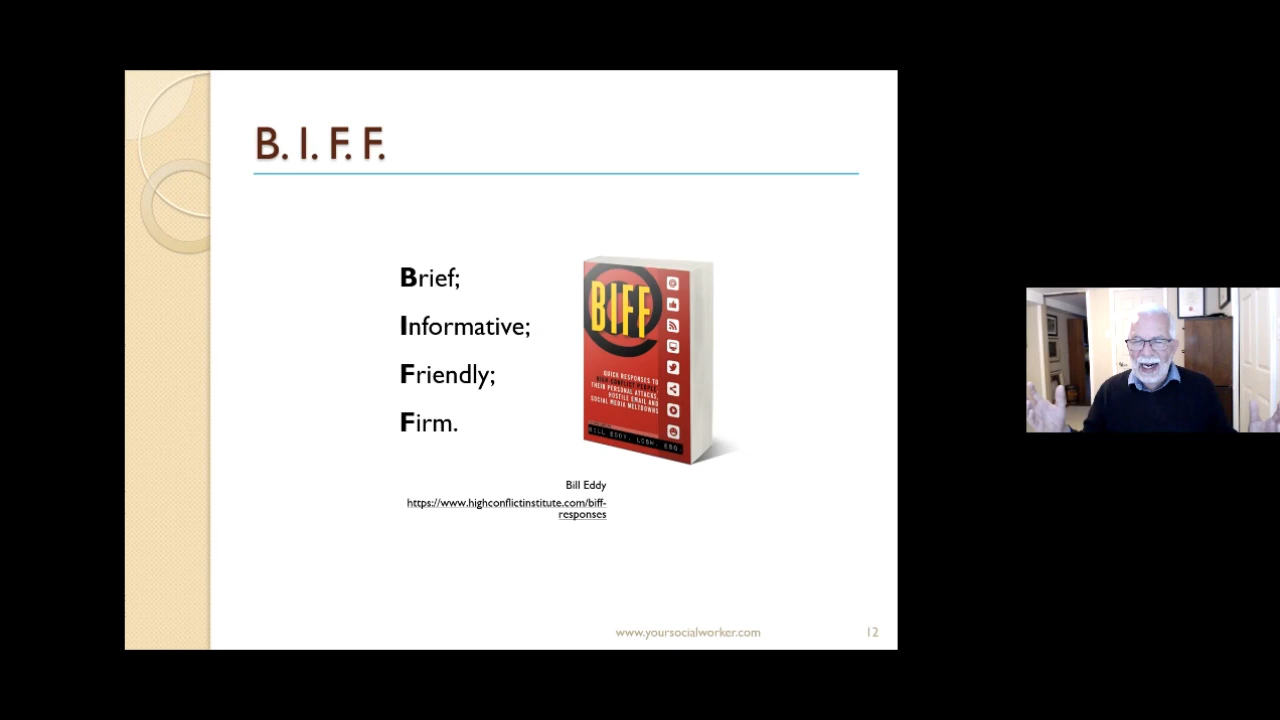 B. I. F. F.
Brief;
Informative;
Friendly;
Firm.
BIFF
QUICK RESPONSES TO
HIGH CONFLICT PEOPLE,
THEIR PERSONAL ATTACKS,
HOSTILE EMAIL AND
SOCIAL MEDIA MELTDOWNS
BILL EDDY, LCSW, ESQ.
Bill Eddy
https://www.highconflictinstitute.com/biff-
responses
www.yoursocialworker.com
12